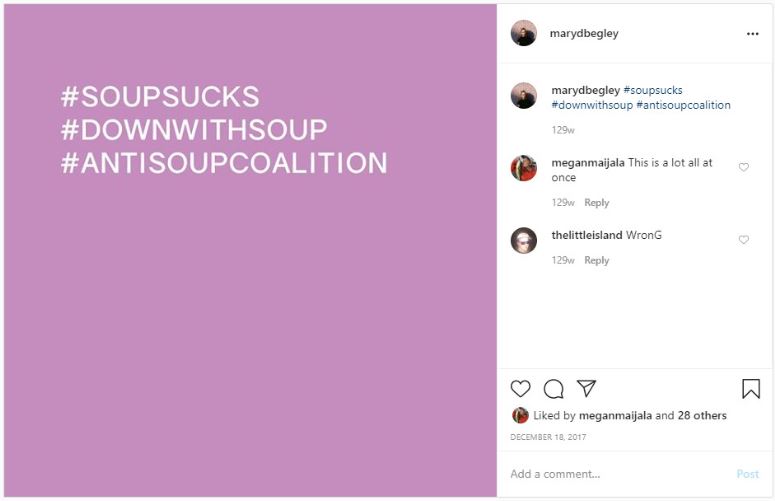 #SOUPSUCKS
#DOWNWITHSOUP
#ANTISOUPCOALITION
marydbegley
marydbegley #soupsucks
#downwithsoup #antisoupcoalition
129w
meganmaijala This is a lot all at
once
129w Reply
thelittleisland WronG
129w Reply
Liked by meganmaijala and 28 others
DECEMBER 18, 2017
Add a comment... Post